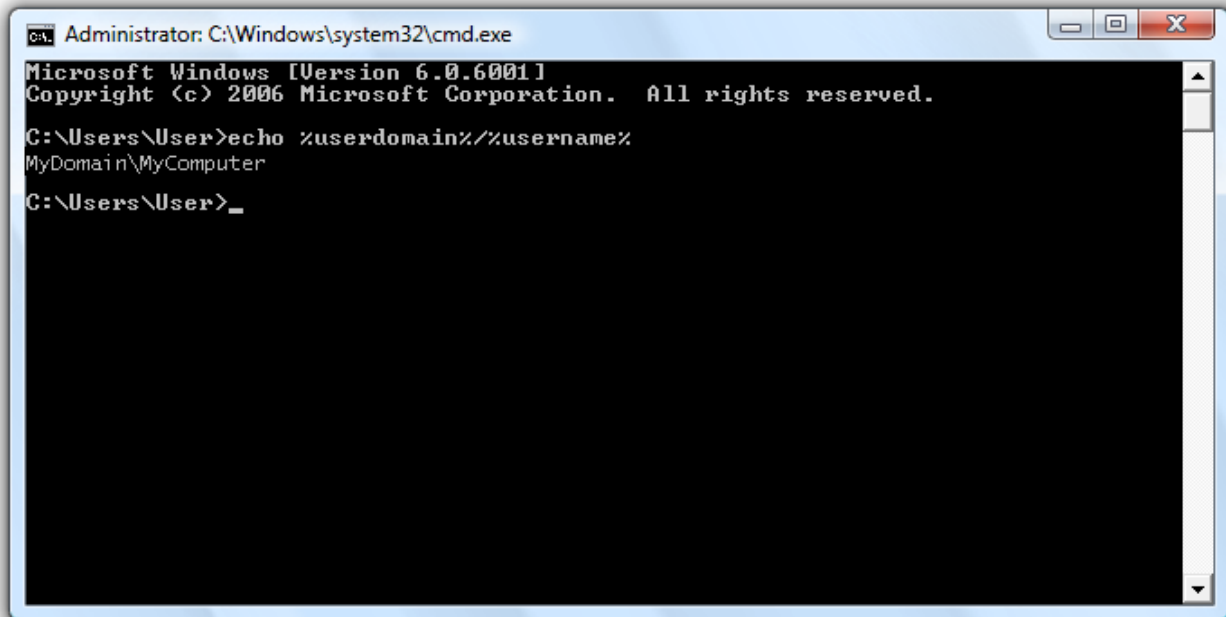 Administrator: C:\Windows\system32\cmd.exe
Microsoft Windows [Version 6.0.6001]
Copyright (c) 2006 Microsoft Corporation.  All rights reserved.
C:\Users\User>echo %userdomain%/%username%
MyDomain\MyComputer
C:\Users\User>_